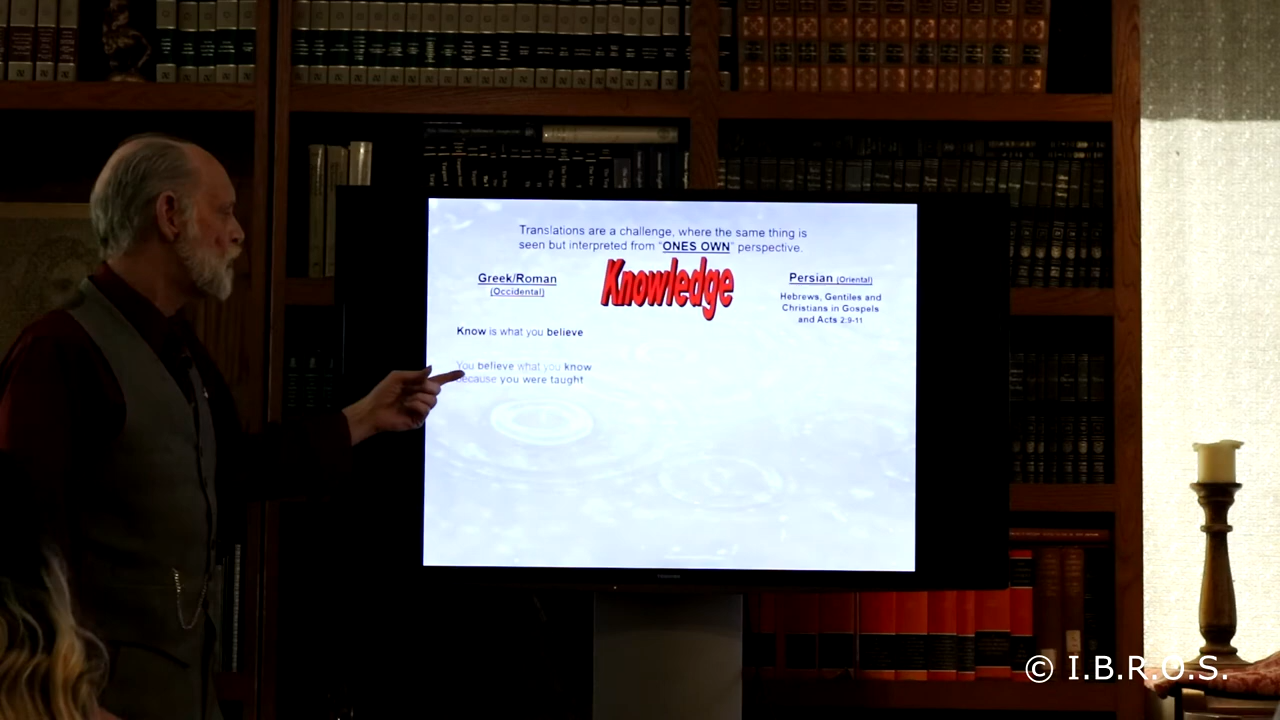 Translations are a challenge, where the same thing is
seen but interpreted from "ONES OWN" perspective.
Knowledge
Greek/Roman
(Occidental)
Know is what you believe
You believe what you know
because you were taught
Persian (Oriental)
Hebrews, Gentiles and
Christians in Gospels
and Acts 2:9-11
© I.B.R.O.S.